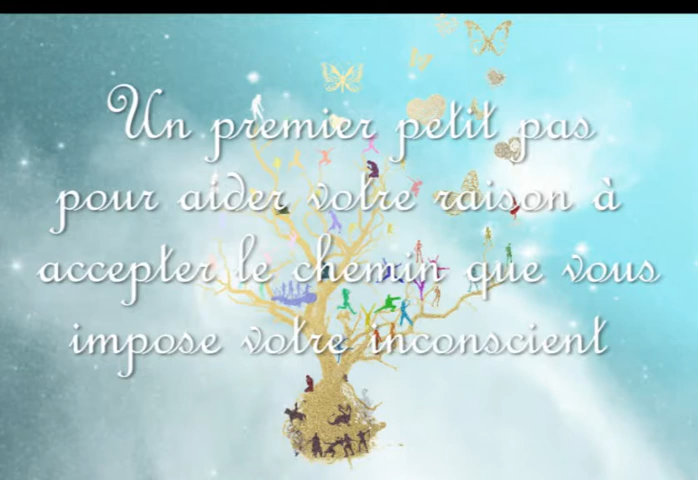 Un premier petit pas
pour aider votre raison à
accepter le chemin que vous
impose votre inconscient